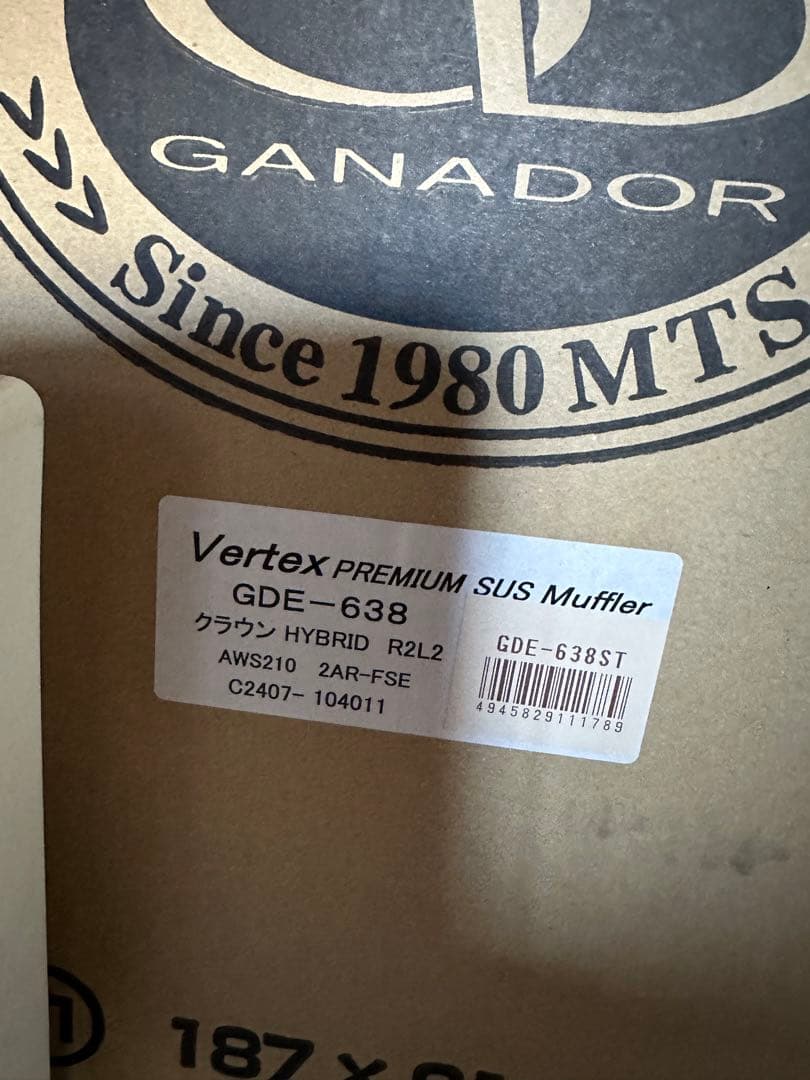 GANADOR
Since 1980 MTS
Vertex PREMIUM SUS Muffler
GDE-638
クラウン HYBRID R2L2
AWS210 2AR-FSE
C2407-104011
GDE-638ST
4945829111789
187×